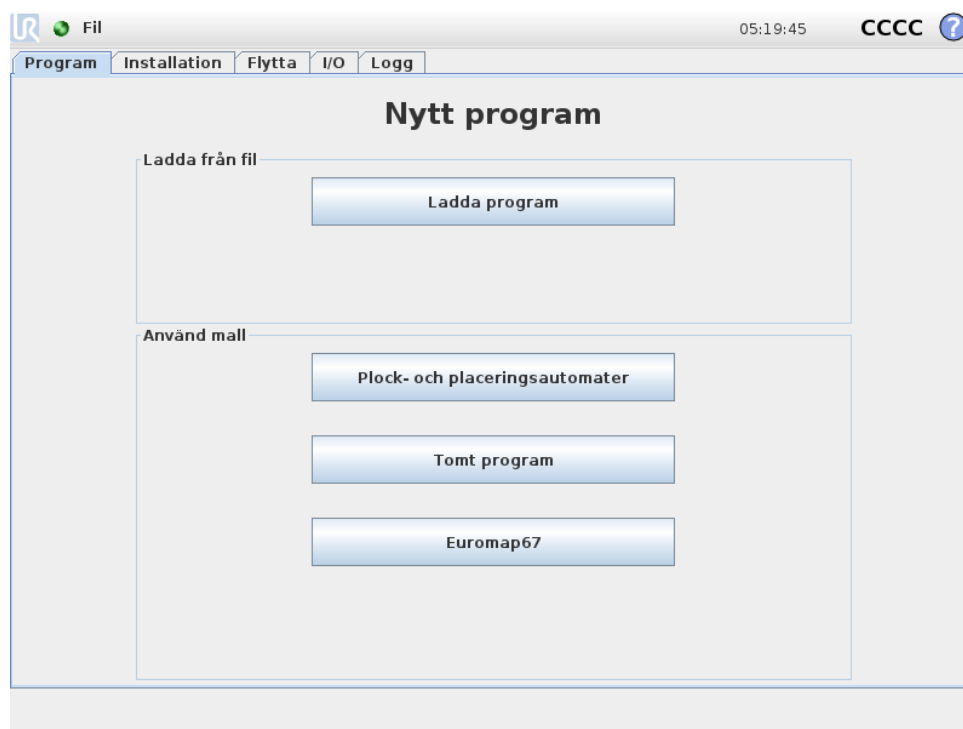 UR Fil 05:19:45 CCCC ?
Program Installation Flytta I/O Logg
Nytt program
Ladda från fil
Ladda program
Använd mall
Plock- och placeringsautomater
Tomt program
Euromap67